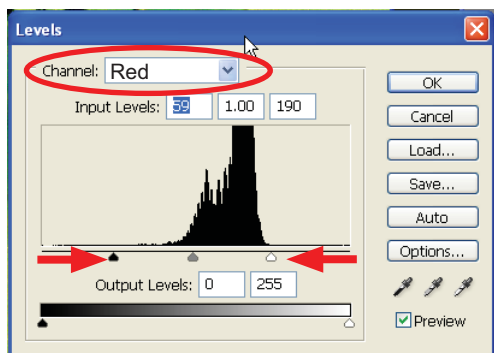 Levels
Channel: Red
OK
Input Levels: 59 1.00 190
Cancel
Load...
Save...
Auto
Options...
Output Levels: 0 255
Preview